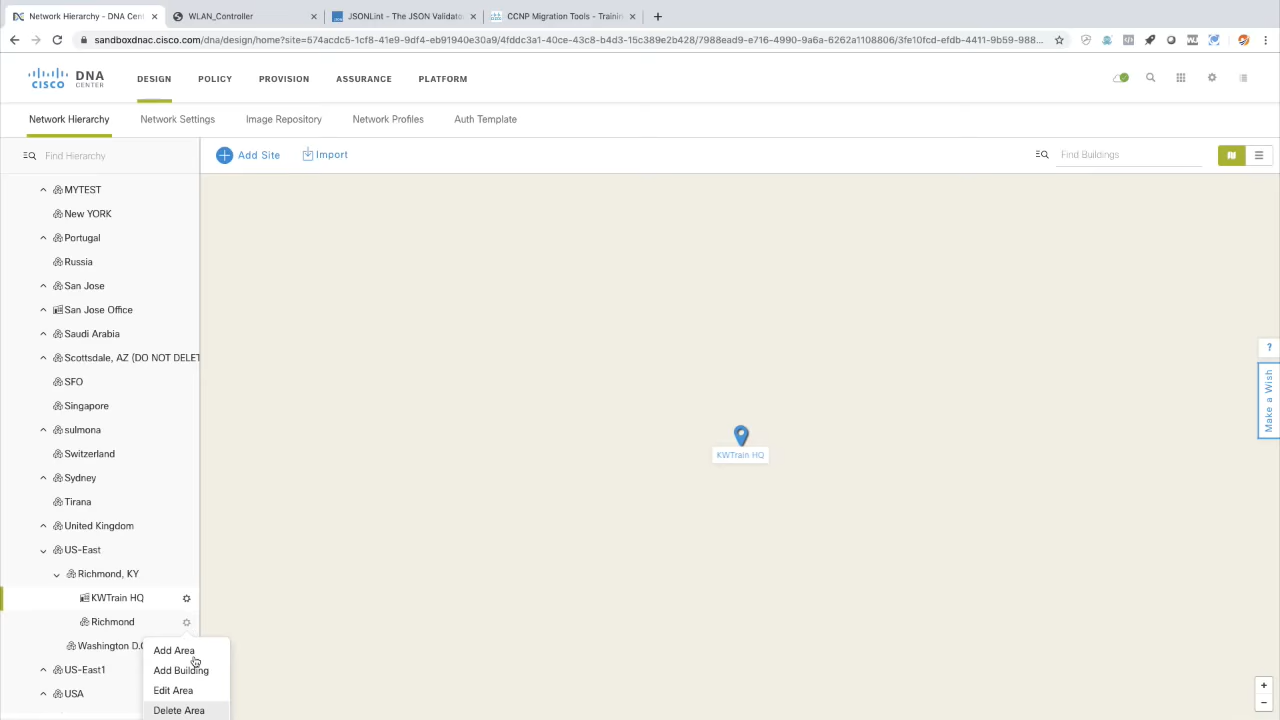 Network Hierarchy - DNA Cen
WLAN_Controller
JSONLint - The JSON Validato
CCNP Migration Tools - Trainin
sandboxdnac.cisco.com/dna/design/home?site=574acdc5-1cf8-41e9-9df4-eb91940e30a9/4fddc3a1-40ce-43c8-b4d3-15c389e2b428/7988ead9-e716-4990-9a6a-6262a1108806/3fe10fcd-efdb-4411-9b59-988...
CISCO
DNA CENTER
DESIGN
POLICY
PROVISION
ASSURANCE
PLATFORM
Network Hierarchy
Network Settings
Image Repository
Network Profiles
Auth Template
Find Hierarchy
Add Site
Import
Find Buildings
MYTEST
New YORK
Portugal
Russia
San Jose
San Jose Office
Saudi Arabia
Scottsdale, AZ (DO NOT DELET
SFO
Singapore
sulmona
Switzerland
Sydney
Tirana
United Kingdom
US-East
Richmond, KY
KWTrain HQ
Richmond
Washington D.C
US-East1
USA
Add Area
Add Building
Edit Area
Delete Area
KWTrain HQ
?
Make a Wish
+
−